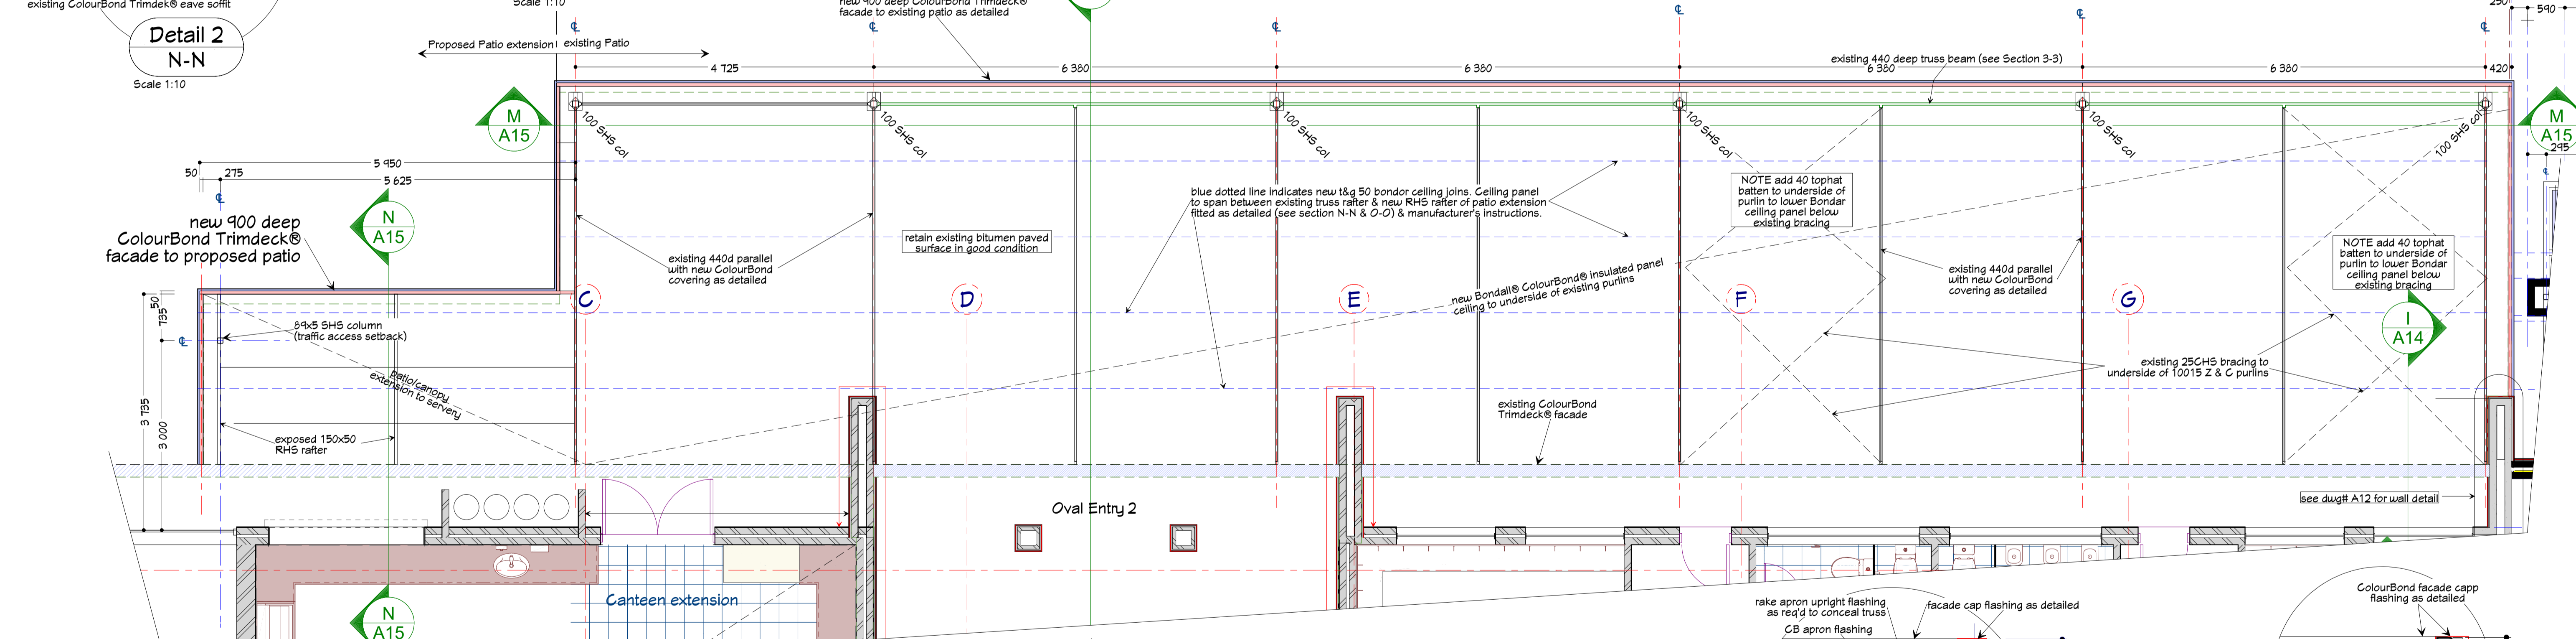 existing ColourBond Trimdek® eave soffit
Detail 2
N-N
Scale 1:10
Scale 1:10
new 900 deep ColourBond Trimdeck®
facade to existing patio as detailed
Proposed Patio extension
existing Patio
4 725
6 380
6 380
6 380
6 380
420
250
590
295
existing 440 deep truss beam (see Section 3-3)
M
A15
M
A15
100 SHS col
100 SHS col
100 SHS col
100 SHS col
100 SHS col
100 SHS col
5 950
50
275
5 625
N
A15
new 900 deep
ColourBond Trimdeck®
facade to proposed patio
blue dotted line indicates new t&g 50 bondor ceiling joins. Ceiling panel
to span between existing truss rafter & new RHS rafter of patio extension
fitted as detailed (see section N-N & O-O) & manufacturer's instructions.
NOTE add 40 tophat
batten to underside of
purlin to lower Bondar
ceiling panel below
existing bracing
retain existing bitumen paved
surface in good condition
NOTE add 40 tophat
batten to underside of
purlin to lower Bondar
ceiling panel below
existing bracing
existing 440d parallel
with new ColourBond
covering as detailed
existing 440d parallel
with new ColourBond
covering as detailed
new Bondall® ColourBond® insulated panel
ceiling to underside of existing purlins
C
D
E
F
G
50
735
3 735
3 000
89x5 SHS column
(traffic access setback)
I
A14
patio/canopy
extension to servery
existing 25CHS bracing to
underside of 10015 Z & C purlins
existing ColourBond
Trimdeck® facade
exposed 150x50
RHS rafter
see dwg# A12 for wall detail
Oval Entry 2
Canteen extension
N
A15
rake apron upright flashing
as req'd to conceal truss
CB apron flashing
facade cap flashing as detailed
ColourBond facade capp
flashing as detailed